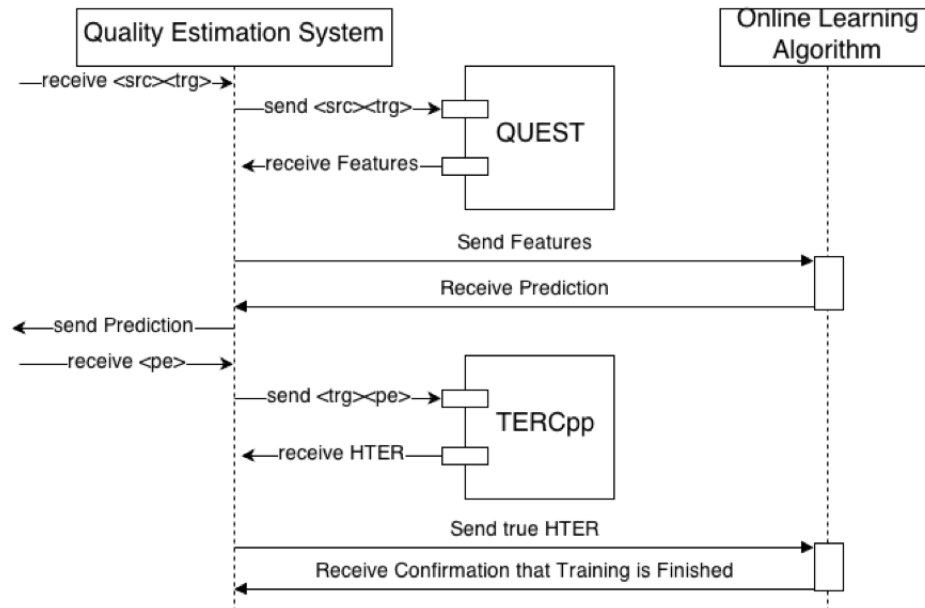 Quality Estimation System
Online Learning
Algorithm
receive <src><trg>
send <src><trg>
QUEST
receive Features
Send Features
Receive Prediction
send Prediction
receive <pe>
send <trg><pe>
TERCpp
receive HTER
Send true HTER
Receive Confirmation that Training is Finished